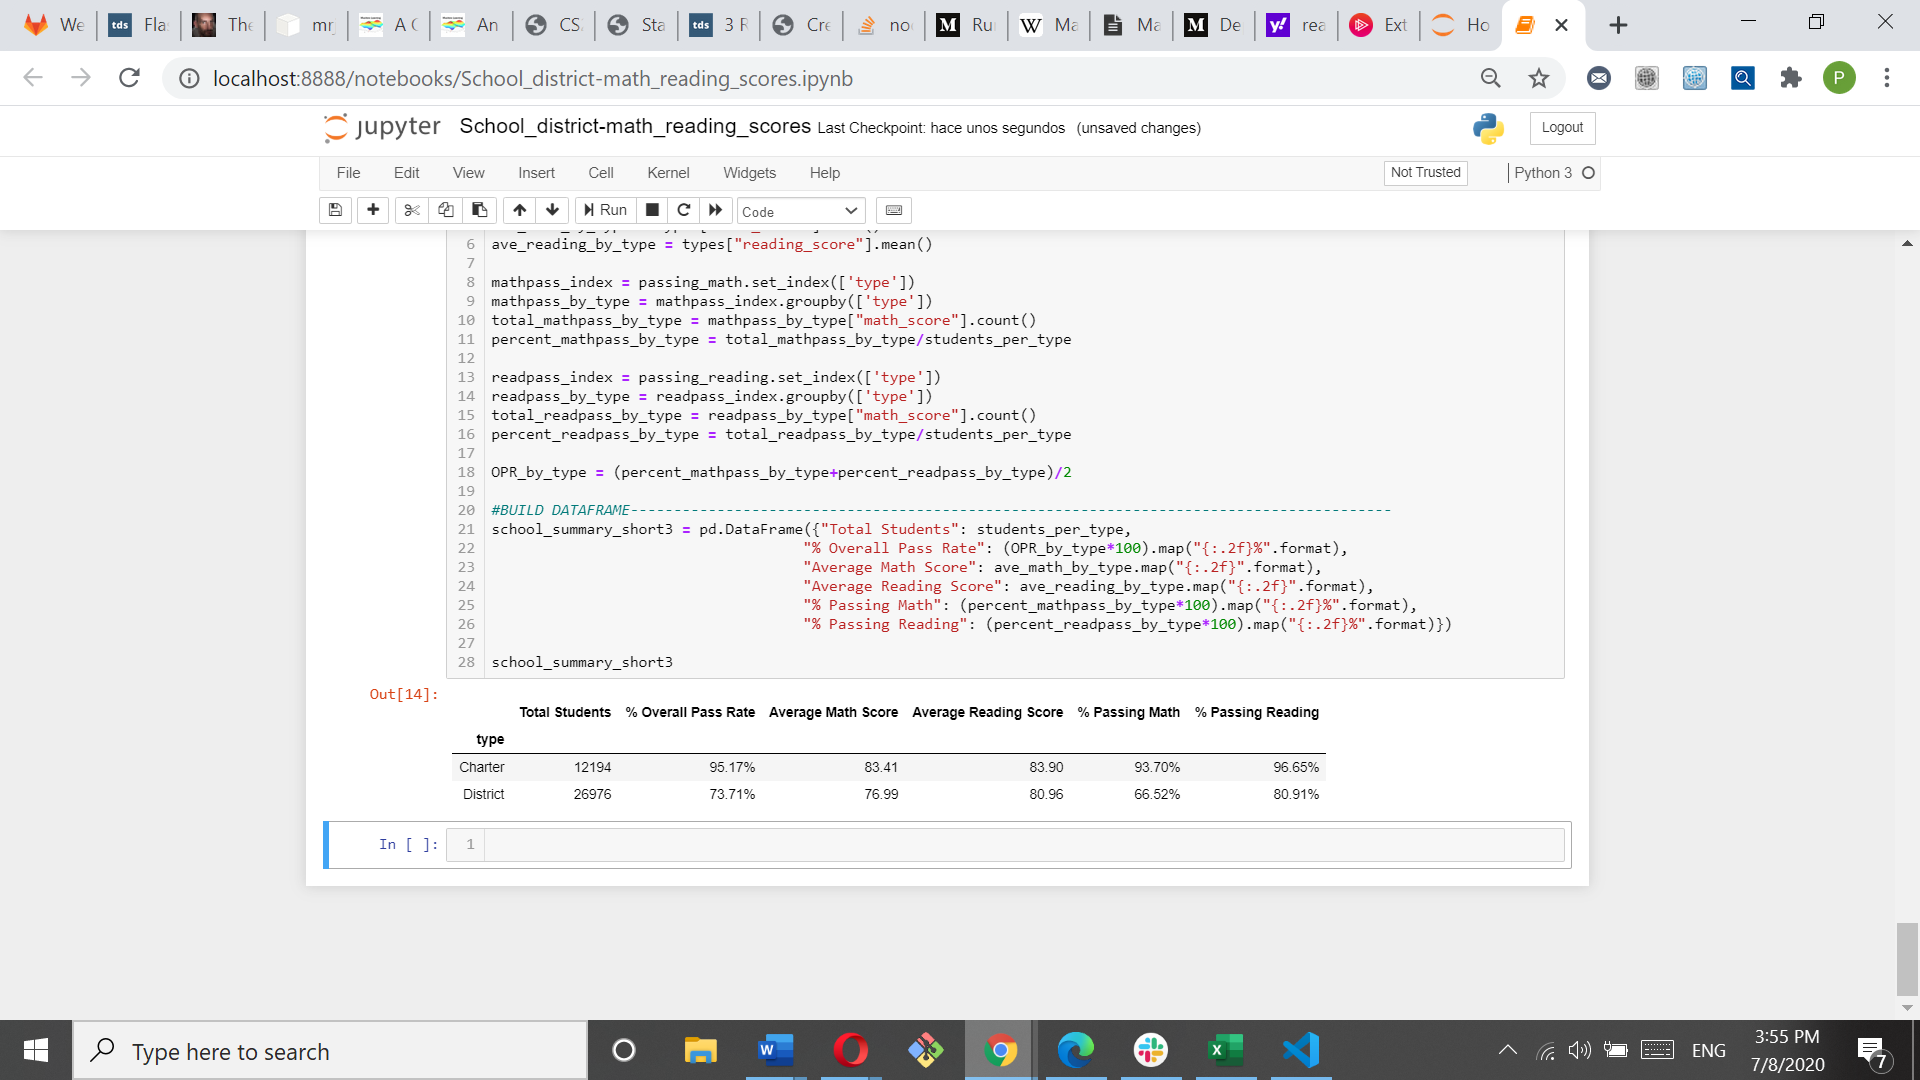 We
tds Fla
The
mr
A C
An
CS
Sta
tds 3 R
Cre
no
M Ru
W Ma
Ma
M De
y! rea
Ext
Ho
localhost:8888/notebooks/School_district-math_reading_scores.ipynb
P
jupyter School_district-math_reading_scores Last Checkpoint: hace unos segundos (unsaved changes)
Logout
File Edit View Insert Cell Kernel Widgets Help
Not Trusted Python 3
Run Code
6 ave_reading_by_type = types["reading_score"].mean()
7
8 mathpass_index = passing_math.set_index(['type'])
9 mathpass_by_type = mathpass_index.groupby(['type'])
10 total_mathpass_by_type = mathpass_by_type["math_score"].count()
11 percent_mathpass_by_type = total_mathpass_by_type/students_per_type
12
13 readpass_index = passing_reading.set_index(['type'])
14 readpass_by_type = readpass_index.groupby(['type'])
15 total_readpass_by_type = readpass_by_type["math_score"].count()
16 percent_readpass_by_type = total_readpass_by_type/students_per_type
17
18 OPR_by_type = (percent_mathpass_by_type+percent_readpass_by_type)/2
19
20 #BUILD DATAFRAME----------------------------------------------------------------------------------------
21 school_summary_short3 = pd.DataFrame({"Total Students": students_per_type,
22 "% Overall Pass Rate": (OPR_by_type*100).map("{:.2f}%".format),
23 "Average Math Score": ave_math_by_type.map("{:.2f}".format),
24 "Average Reading Score": ave_reading_by_type.map("{:.2f}".format),
25 "% Passing Math": (percent_mathpass_by_type*100).map("{:.2f}%".format),
26 "% Passing Reading": (percent_readpass_by_type*100).map("{:.2f}%".format)})
27
28 school_summary_short3
Out[14]:
Total Students % Overall Pass Rate Average Math Score Average Reading Score % Passing Math % Passing Reading
type
Charter 12194 95.17% 83.41 83.90 93.70% 96.65%
District 26976 73.71% 76.99 80.96 66.52% 80.91%
In [ ]: 1
Type here to search
ENG
3:55 PM
7/8/2020
7